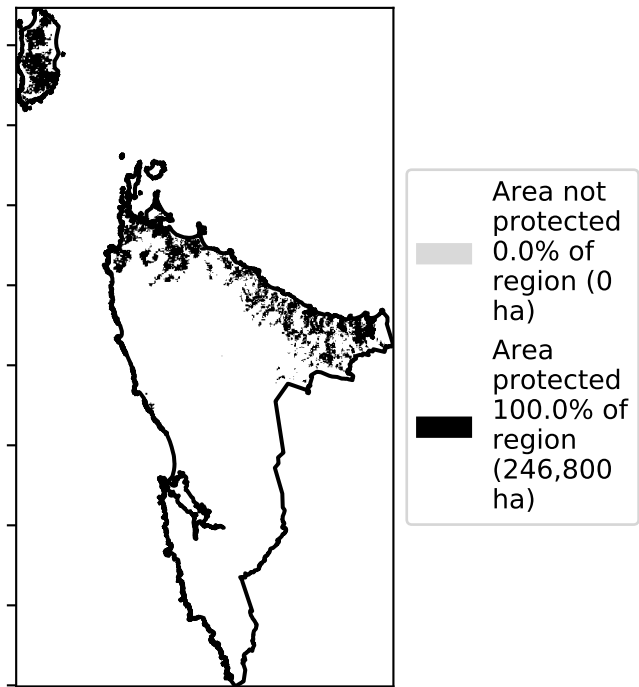 Area not
protected
0.0% of
region (0
ha)
Area
protected
100.0% of
region
(246,800
ha)